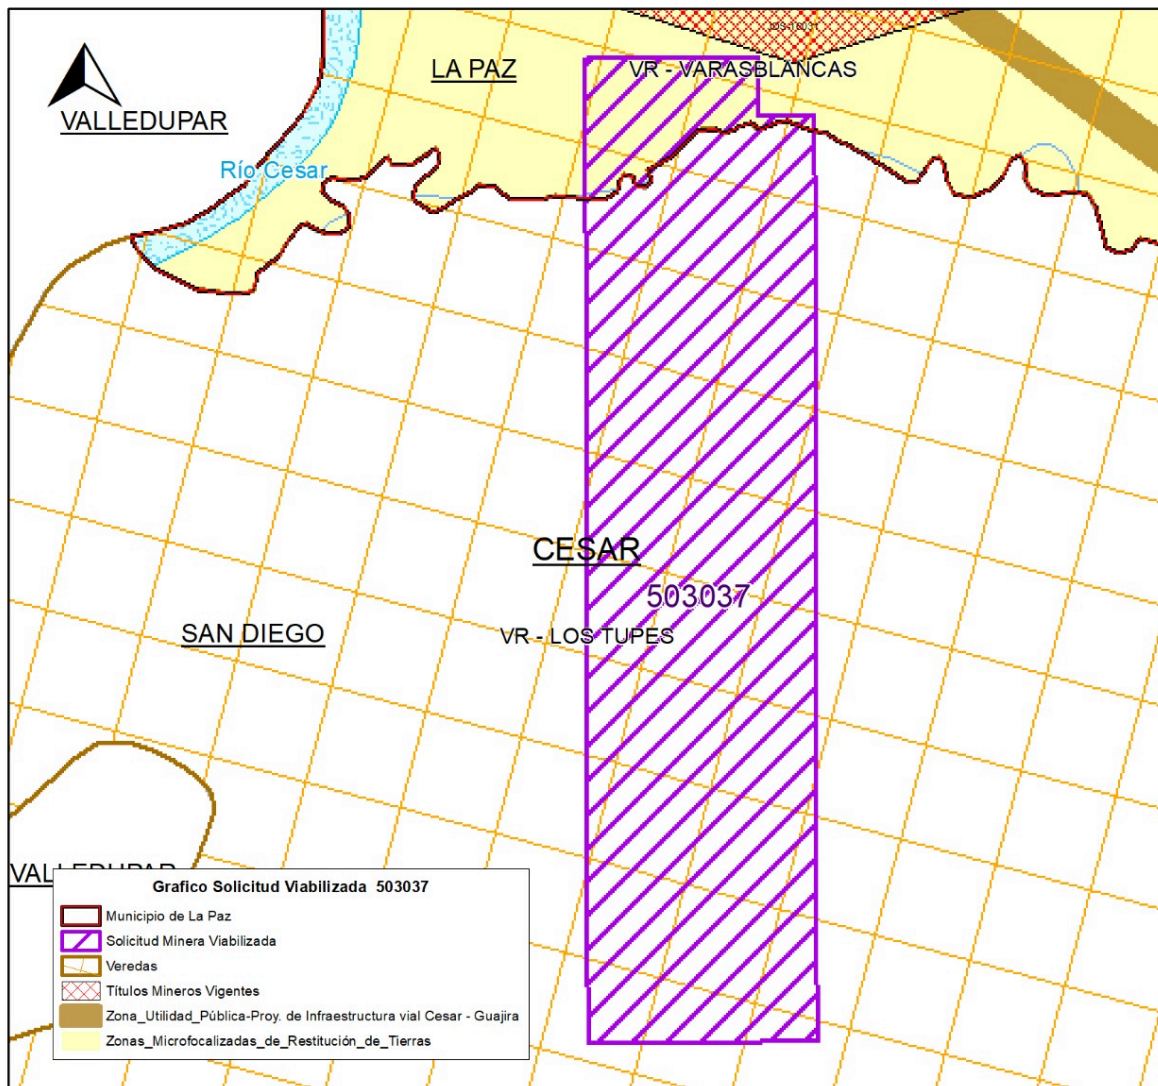 LA PAZ
VR - VARASBLANCAS
VALLEDUPAR
Río Cesar
CESAR
503037
SAN DIEGO
VR - LOS TUPES
Grafico Solicitud Viabilizada 503037
Municipio de La Paz
Solicitud Minera Viabilizada
Veredas
Títulos Mineros Vigentes
Zona_Utilidad_Pública-Proy. de Infraestructura vial Cesar - Guajira
Zonas_Microfocalizadas_de_Restitución_de_Tierras